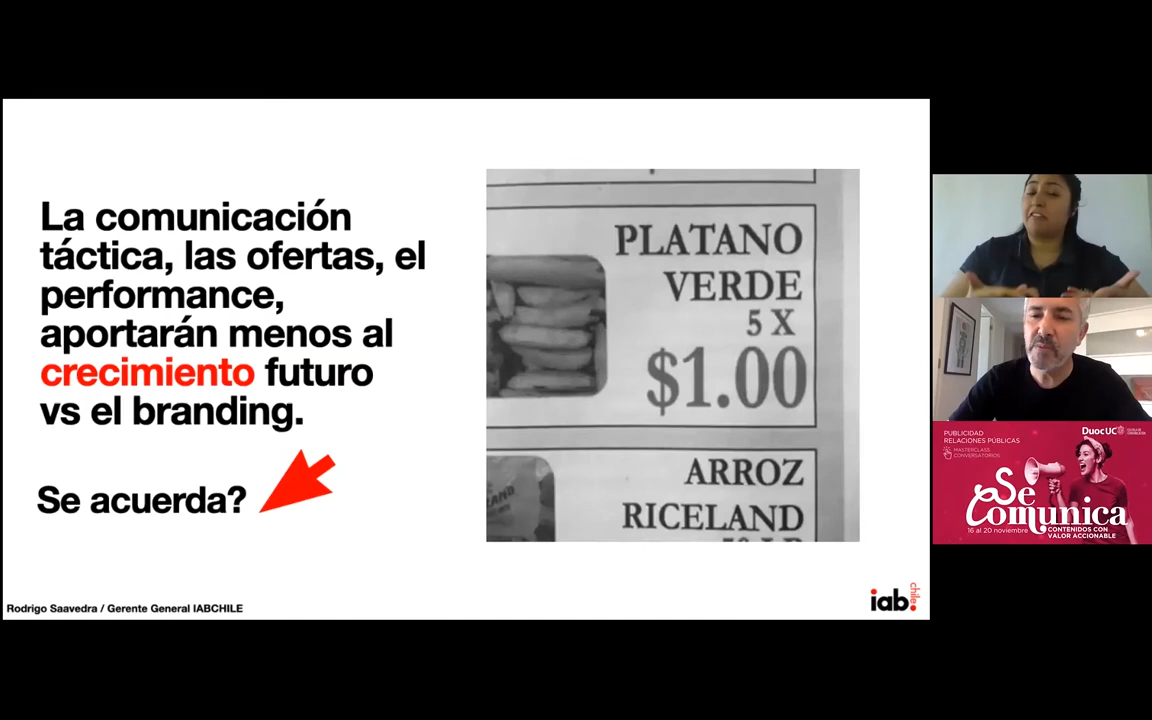 La comunicación
táctica, las ofertas, el
performance,
aportarán menos al
crecimiento futuro
vs el branding.
Se acuerda?
PLATANO
VERDE
5 X
$1.00
ARROZ
RICELAND
Rodrigo Saavedra / Gerente General IABCHILE
iab.
chile
PUBLICIDAD
RELACIONES PÚBLICAS
MASTERCLASS
CONVERSATORIOS
DuocUC
Se
Comunica
16 al 20 noviembre
CONTENIDOS CON
VALOR ACCIONABLE